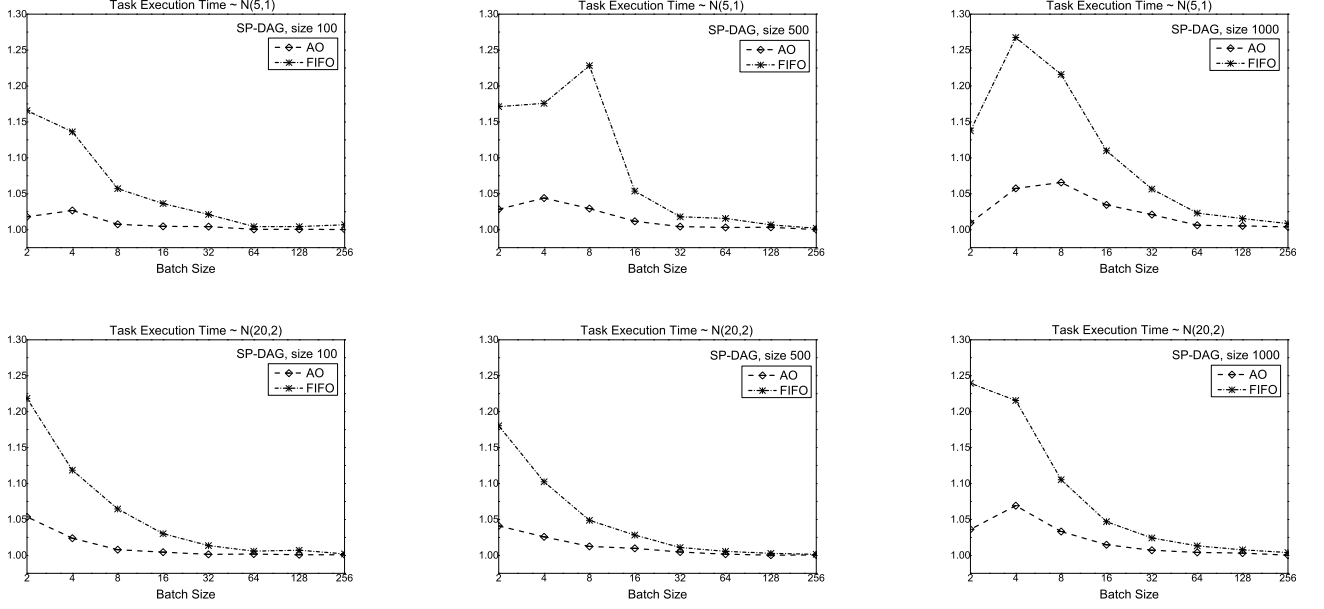 Task Execution Time ~ N(5,1)
SP-DAG, size 100
AO
FIFO
1.30
1.25
1.20
1.15
1.10
1.05
1.00
2 4 8 16 32 64 128 256
Batch Size
Task Execution Time ~ N(5,1)
SP-DAG, size 500
AO
FIFO
1.30
1.25
1.20
1.15
1.10
1.05
1.00
2 4 8 16 32 64 128 256
Batch Size
Task Execution Time ~ N(5,1)
SP-DAG, size 1000
AO
FIFO
1.30
1.25
1.20
1.15
1.10
1.05
1.00
2 4 8 16 32 64 128 256
Batch Size
Task Execution Time ~ N(20,2)
SP-DAG, size 100
AO
FIFO
1.30
1.25
1.20
1.15
1.10
1.05
1.00
2 4 8 16 32 64 128 256
Batch Size
Task Execution Time ~ N(20,2)
SP-DAG, size 500
AO
FIFO
1.30
1.25
1.20
1.15
1.10
1.05
1.00
2 4 8 16 32 64 128 256
Batch Size
Task Execution Time ~ N(20,2)
SP-DAG, size 1000
AO
FIFO
1.30
1.25
1.20
1.15
1.10
1.05
1.00
2 4 8 16 32 64 128 256
Batch Size